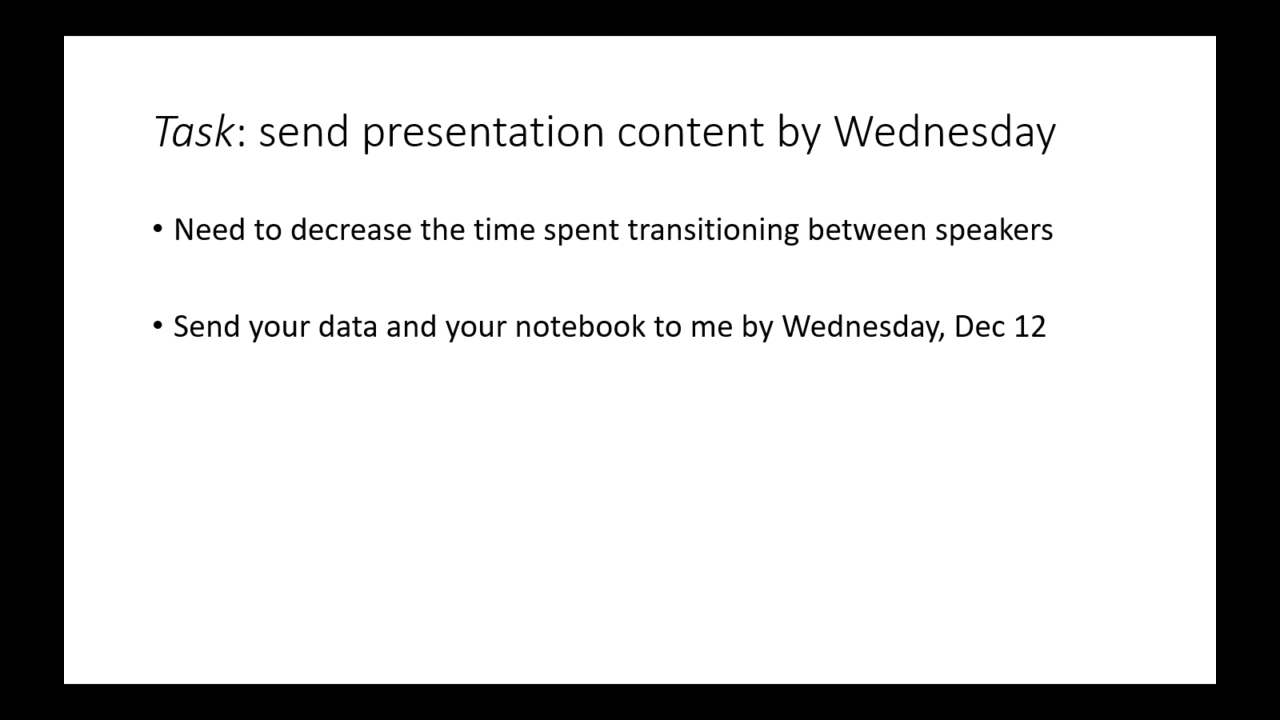 Task: send presentation content by Wednesday
• Need to decrease the time spent transitioning between speakers
• Send your data and your notebook to me by Wednesday, Dec 12